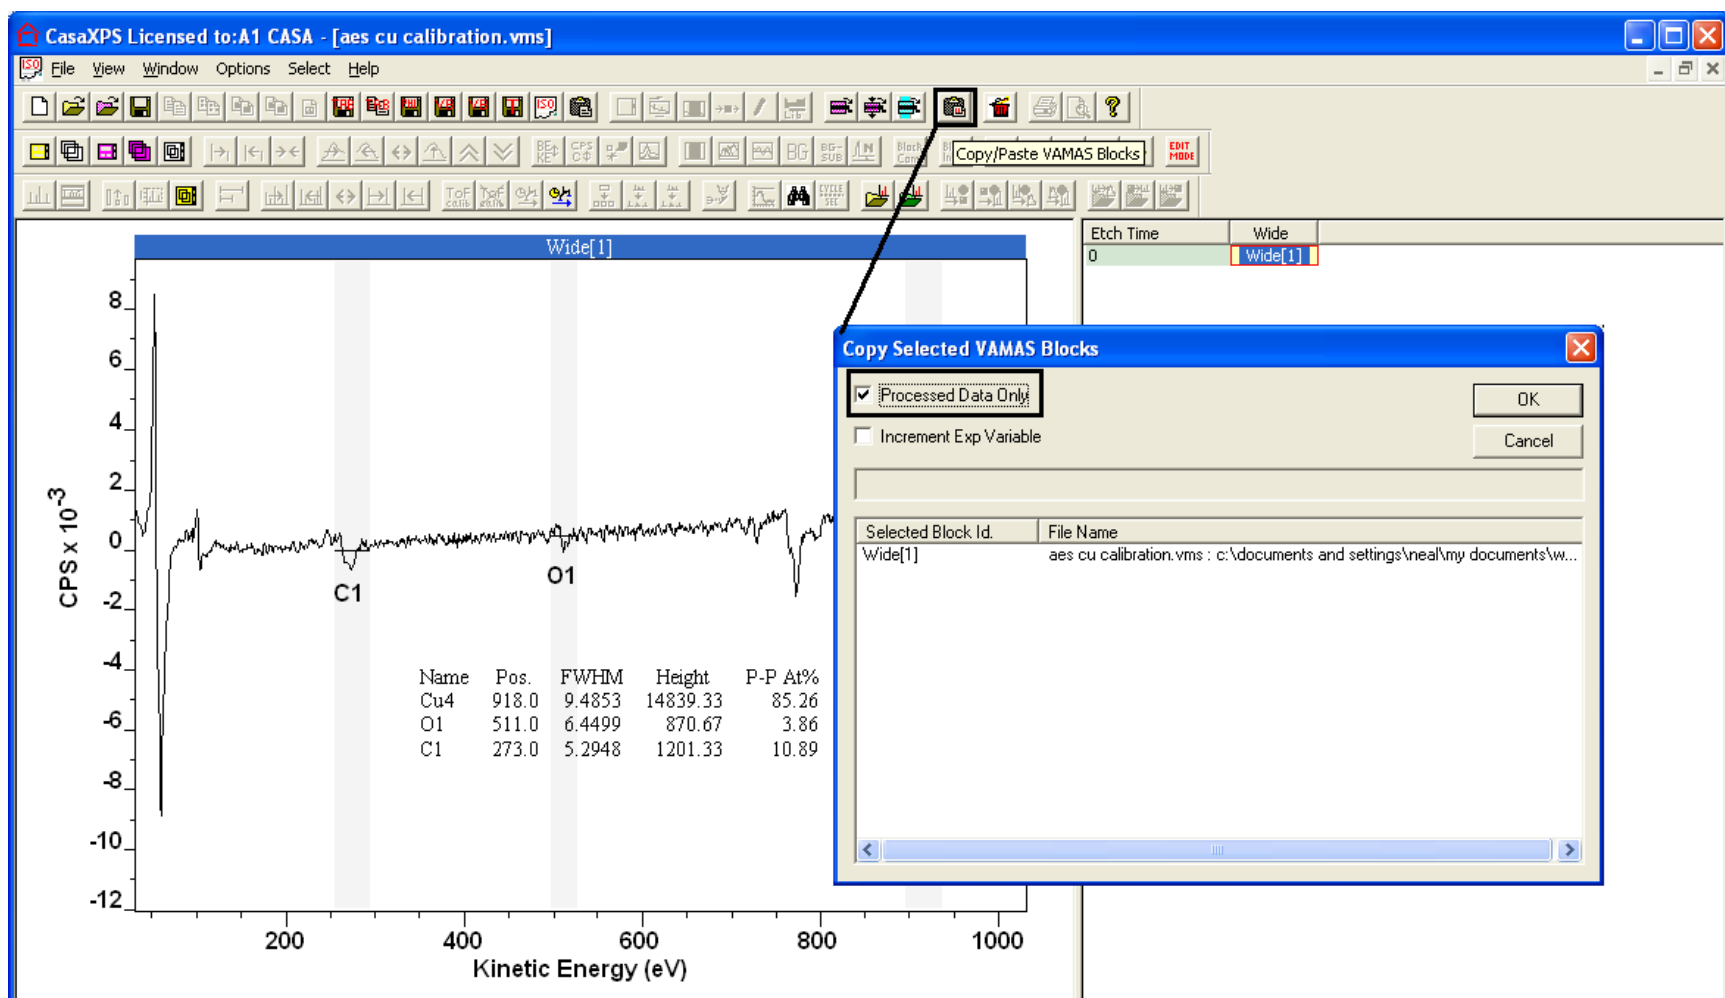 CasaXPS Licensed to:A1 CASA - [aes cu calibration.vms]
File View Window Options Select Help
Copy/Paste VAMAS Blocks
EDIT MODE
Wide[1]
Etch Time Wide
0 Wide[1]
8
6
4
2
0
-2
-4
-6
-8
-10
-12
CPS x 10-3
C1
O1
Name Pos. FWHM Height P-P At%
Cu4 918.0 9.4853 14839.33 85.26
O1 511.0 6.4499 870.67 3.86
C1 273.0 5.2948 1201.33 10.89
200 400 600 800 1000
Kinetic Energy (eV)
Copy Selected VAMAS Blocks
Processed Data Only
OK
Increment Exp Variable
Cancel
Selected Block Id. File Name
Wide[1] aes cu calibration.vms : c:\documents and settings\neal\my documents\w...